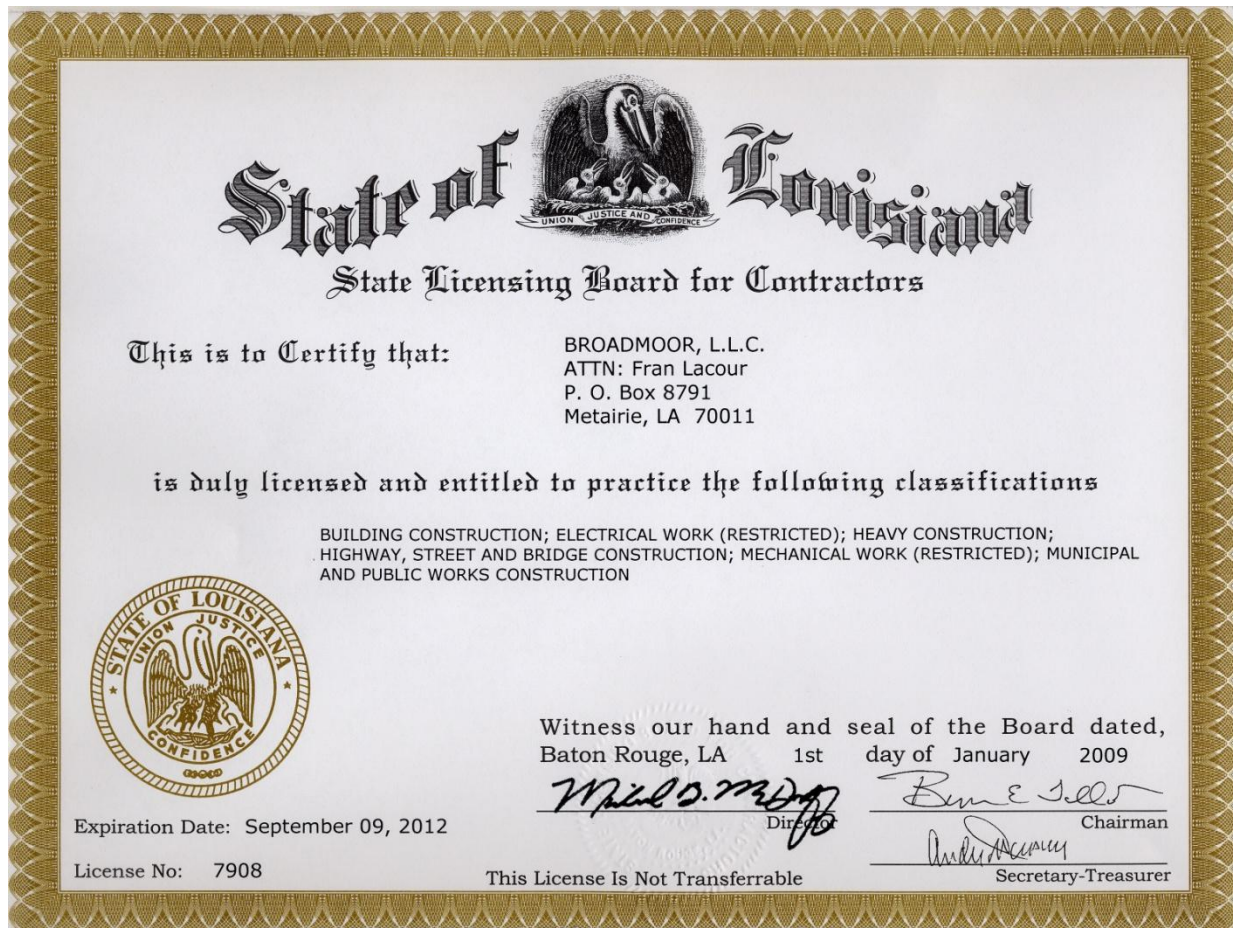 State of Louisiana
UNION JUSTICE AND CONFIDENCE
State Licensing Board for Contractors
This is to Certify that:
BROADMOOR, L.L.C.
ATTN: Fran Lacour
P. O. Box 8791
Metairie, LA 70011
is duly licensed and entitled to practice the following classifications
BUILDING CONSTRUCTION; ELECTRICAL WORK (RESTRICTED); HEAVY CONSTRUCTION;
HIGHWAY, STREET AND BRIDGE CONSTRUCTION; MECHANICAL WORK (RESTRICTED); MUNICIPAL
AND PUBLIC WORKS CONSTRUCTION
STATE OF LOUISIANA
UNION JUSTICE
CONFIDENCE
Witness our hand and seal of the Board dated,
Baton Rouge, LA 1st day of January 2009
Director
Chairman
Expiration Date: September 09, 2012
Secretary-Treasurer
License No: 7908
This License Is Not Transferrable